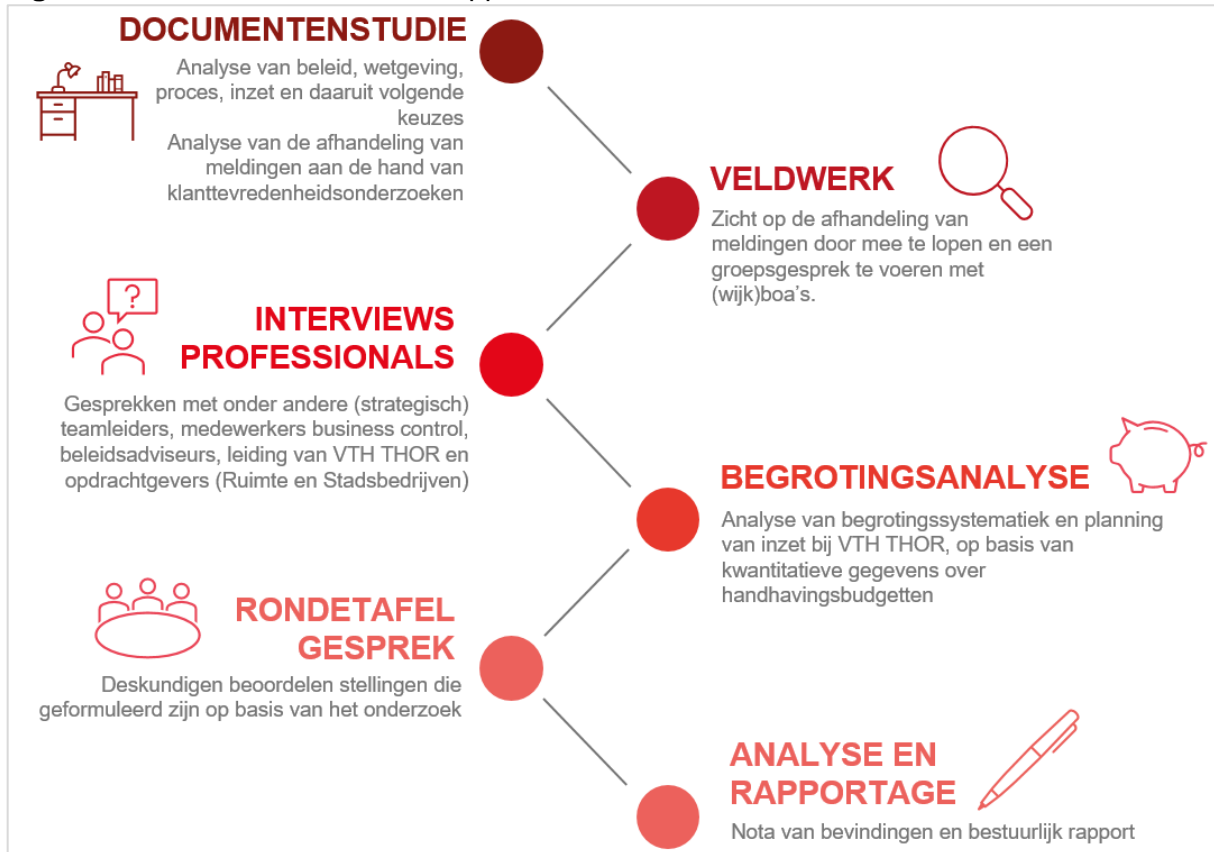 DOCUMENTENSTUDIE
Analyse van beleid, wetgeving,
proces, inzet en daaruit volgende
keuzes
Analyse van de afhandeling van
meldingen aan de hand van
klanttevredenheidsonderzoeken
VELDWERK
Zicht op de afhandeling van
meldingen door mee te lopen en een
groepsgesprek te voeren met
(wijk)boa's.
?
INTERVIEWS
PROFESSIONALS
Gesprekken met onder andere (strategisch)
teamleiders, medewerkers business control,
beleidsadviseurs, leiding van VTH THOR en
opdrachtgevers (Ruimte en Stadsbedrijven)
BEGROTINGSANALYSE
Analyse van begrotingssystematiek en planning
van inzet bij VTH THOR, op basis van
kwantitatieve gegevens over
handhavingsbudgetten
RONDETAFEL
GESPREK
Deskundigen beoordelen stellingen die
geformuleerd zijn op basis van het onderzoek
ANALYSE EN
RAPPORTAGE
Nota van bevindingen en bestuurlijk rapport